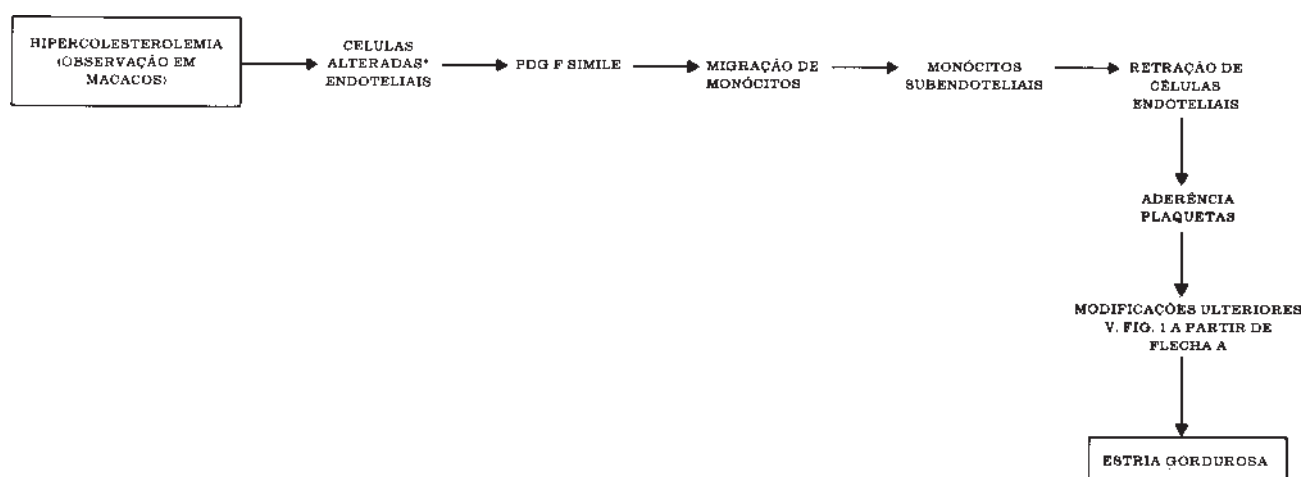 HIPERCOLESTEROLEMIA
(OBSERVAÇÃO EM
MACACOS)
CELULAS
ALTERADAS*
ENDOTELIAIS
PDG F SIMILE
MIGRAÇÃO DE
MONÓCITOS
MONÓCITOS
SUBENDOTELIAIS
RETRAÇÃO DE
CÉLULAS
ENDOTELIAIS
ADERÊNCIA
PLAQUETAS
MODIFICAÇÕES ULTERIORES
V. FIG. 1 A PARTIR DE
FLECHA A
ESTRIA GORDUROSA